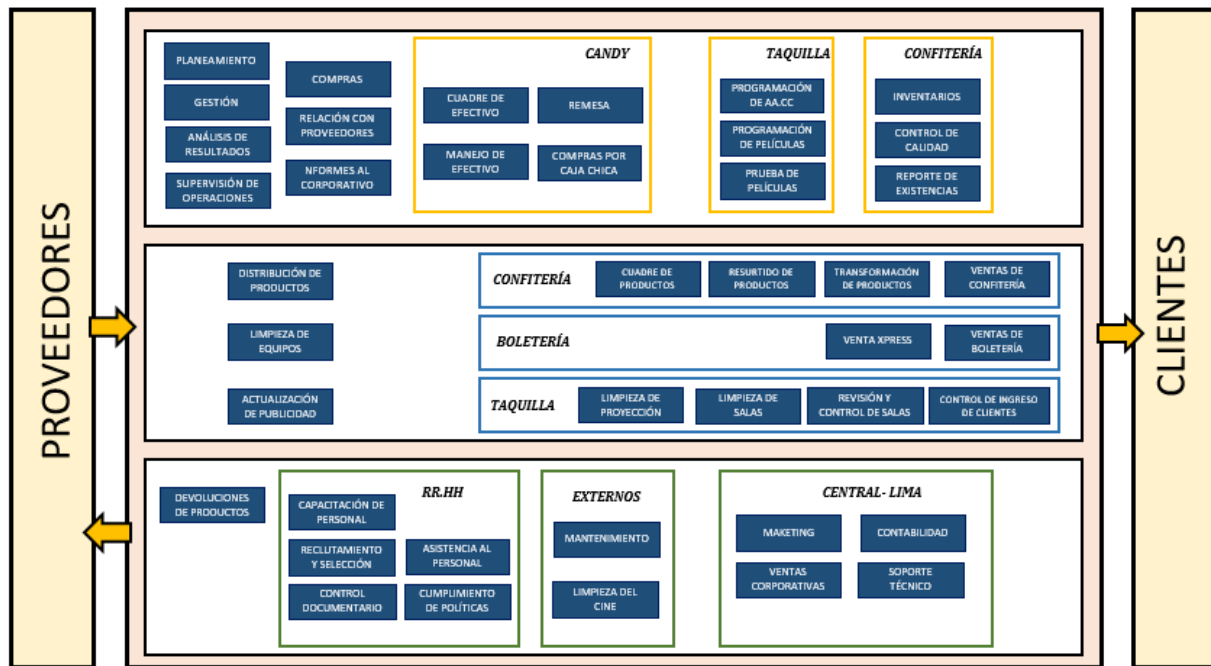 PROVEEDORES
PLANEAMIENTO
GESTIÓN
ANÁLISIS DE
RESULTADOS
SUPERVISIÓN DE
OPERACIONES
COMPRAS
RELACIÓN CON
PROVEEDORES
NFORMES AL
CORPORATIVO
CANDY
CUADRE DE
EFECTIVO
REMESA
MANEJO DE
EFECTIVO
COMPRAS POR
CAJA CHICA
TAQUILLA
PROGRAMACIÓN
DE AA.CC
PROGRAMACIÓN
DE PELÍCULAS
PRUEBA DE
PELÍCULAS
CONFITERÍA
INVENTARIOS
CONTROL DE
CALIDAD
REPORTE DE
EXISTENCIAS
DISTRIBUCIÓN DE
PRODUCTOS
LIMPIEZA DE
EQUIPOS
ACTUALIZACIÓN
DE PUBLICIDAD
CONFITERÍA
CUADRE DE
PRODUCTOS
RESURTIDO DE
PRODUCTOS
TRANSFORMACIÓN
DE PRODUCTOS
VENTAS DE
CONFITERÍA
BOLETERÍA
VENTA XPRESS
VENTAS DE
BOLETERÍA
TAQUILLA
LIMPIEZA DE
PROYECCIÓN
LIMPIEZA DE
SALAS
REVISIÓN Y
CONTROL DE SALAS
CONTROL DE INGRESO
DE CLIENTES
DEVOLUCIONES
DE PRODUCTOS
RR.HH
CAPACITACIÓN DE
PERSONAL
RECLUTAMIENTO
Y SELECCIÓN
ASISTENCIA AL
PERSONAL
CONTROL
DOCUMENTARIO
CUMPLIMIENTO
DE POLÍTICAS
EXTERNOS
MANTENIMIENTO
LIMPIEZA DEL
CINE
CENTRAL- LIMA
MAKETING
CONTABILIDAD
VENTAS
CORPORATIVAS
SOPORTE
TÉCNICO
CLIENTES